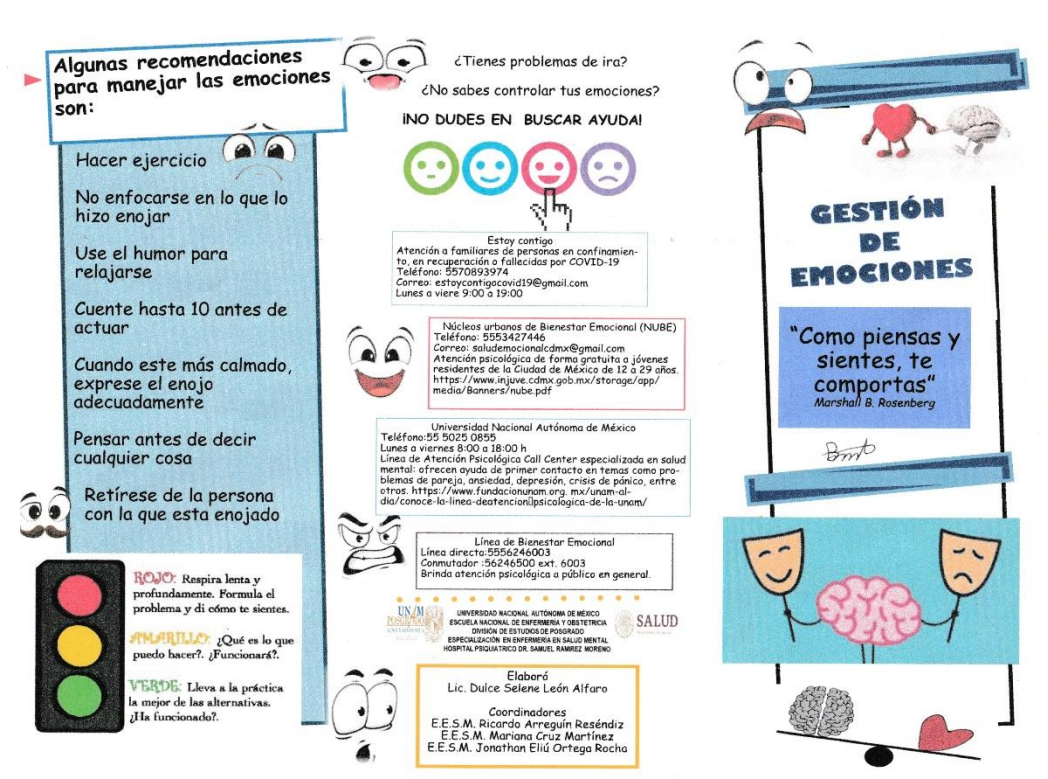 Algunas recomendaciones
para manejar las emociones
son:
Hacer ejercicio
No enfocarse en lo que lo
hizo enojar
Use el humor para
relajarse
Cuente hasta 10 antes de
actuar
Cuando este más calmado,
exprese el enojo
adecuadamente
Pensar antes de decir
cualquier cosa
Retírese de la persona
con la que esta enojado
ROJO: Respira lenta y
profundamente. Formula el
problema y di cómo te sientes.
AMARILLO: ¿Qué es lo que
puedo hacer?. ¿Funcionará?.
VERDE: Lleva a la práctica
la mejor de las alternativas.
¿Ha funcionado?.
¿Tienes problemas de ira?
¿No sabes controlar tus emociones?
¡NO DUDES EN BUSCAR AYUDA!
Estoy contigo
Atención a familiares de personas en confinamien-
to, en recuperación o fallecidas por COVID-19
Teléfono: 5570893974
Correo: estoycontigocovid19@gmail.com
Lunes a viere 9:00 a 19:00
Núcleos urbanos de Bienestar Emocional (NUBE)
Teléfono: 5553427446
Correo: saludemocionalcdmx@gmail.com
Atención psicológica de forma gratuita a jóvenes
residentes de la Ciudad de México de 12 a 29 años.
https://www.injuve.cdmx.gob.mx/storage/app/
media/Banners/nube.pdf
Universidad Nacional Autónoma de México
Teléfono:55 5025 0855
Lunes a viernes 8:00 a 18:00 h
Línea de Atención Psicológica Call Center especializada en salud
mental: ofrecen ayuda de primer contacto en temas como pro-
blemas de pareja, ansiedad, depresión, crisis de pánico, entre
otros. https://www.fundacionunam.org. mx/unam-al-
dia/conoce-la-linea-deatencion▯psicologica-de-la-unam/
Línea de Bienestar Emocional
Línea directa:5556246003
Conmutador :56246500 ext. 6003
Brinda atención psicológica a público en general.
UNAM
POSGRADO
UNIVERSIDAD NACIONAL AUTÓNOMA DE MÉXICO
ESCUELA NACIONAL DE ENFERMERÍA Y OBSTETRICIA
DIVISIÓN DE ESTUDIOS DE POSGRADO
ESPECIALIZACIÓN EN ENFERMERÍA EN SALUD MENTAL
HOSPITAL PSIQUIATRICO DR. SAMUEL RAMIREZ MORENO
SALUD
Elaboró
Lic. Dulce Selene León Alfaro
Coordinadores
E.E.S.M. Ricardo Arreguín Reséndiz
E.E.S.M. Mariana Cruz Martínez
E.E.S.M. Jonathan Eliú Ortega Rocha
GESTIÓN
DE
EMOCIONES
"Como piensas y
sientes, te
comportas"
Marshall B. Rosenberg